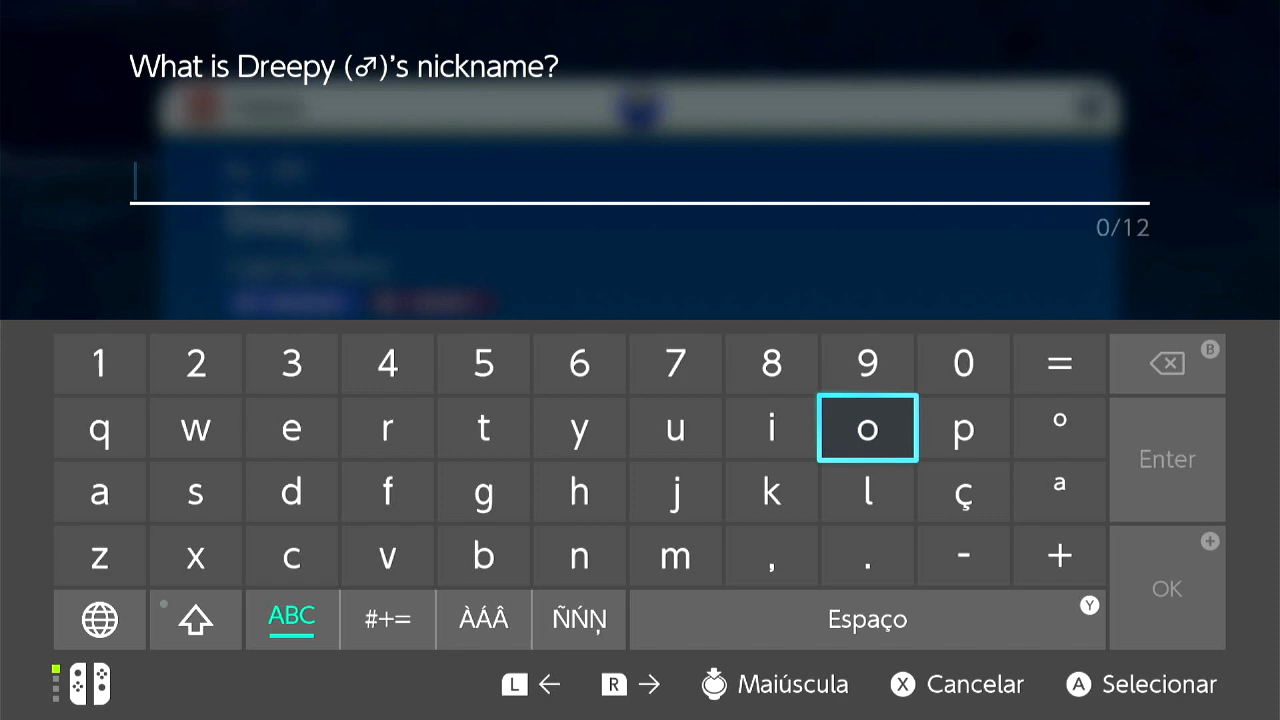 What is Dreepy (♂)'s nickname?
0/12
1 2 3 4 5 6 7 8 9 0 =
B
q w e r t y u i o p º
Enter
a s d f g h j k l ç ª
z x c v b n m , . - +
+
OK
ABC #+= ÀÁÂ ÑŃŅ Espaço Y
L ← R → Maiúscula X Cancelar A Selecionar